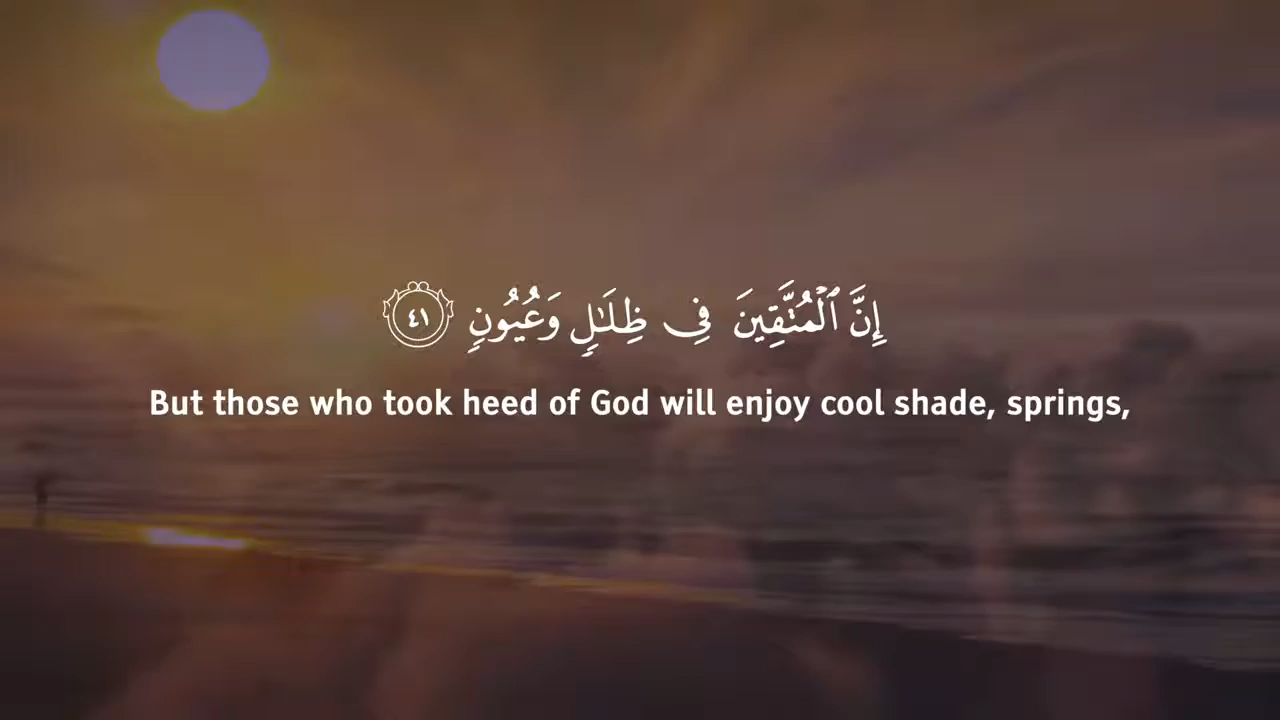 إِنَّ ٱلْمُتَّقِينَ فِى ظِلَـٰلٍ وَعُيُونٍ ٤١
But those who took heed of God will enjoy cool shade, springs,